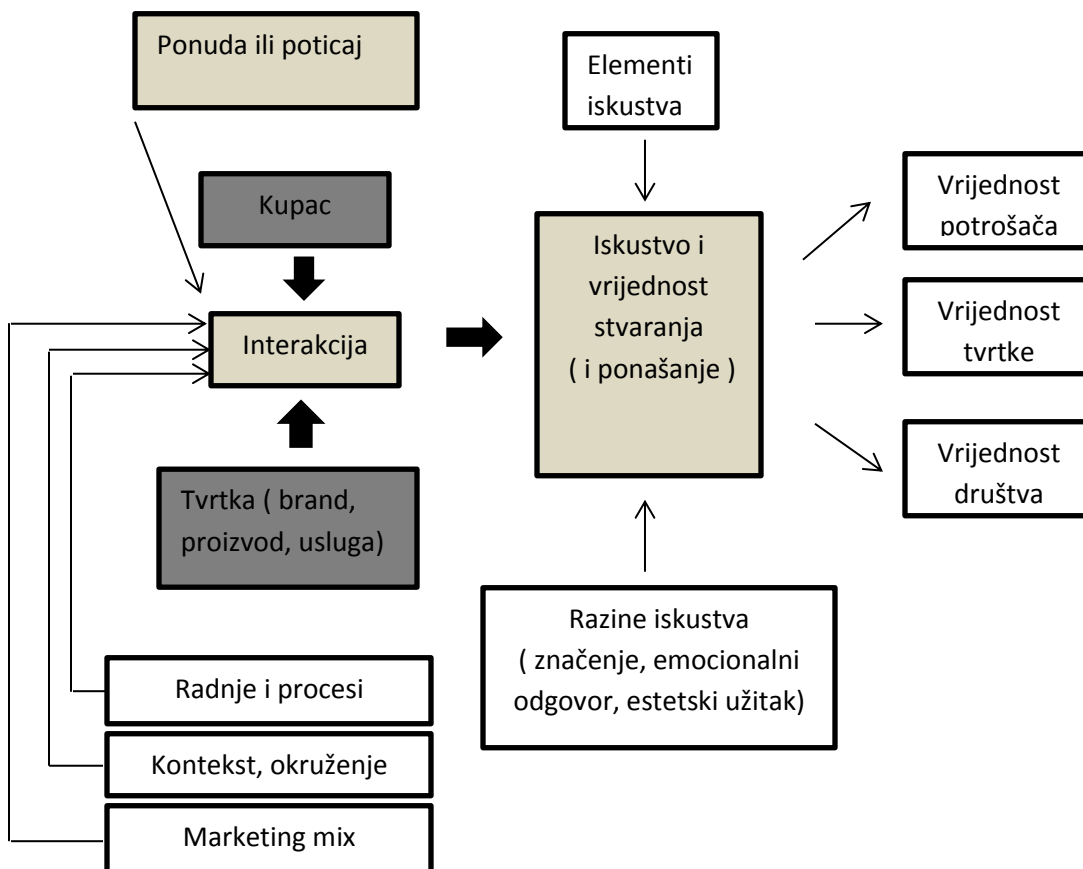 Ponuda ili poticaj
Elementi
iskustva
Kupac
Vrijednost
potrošača
Iskustvo i
vrijednost
stvaranja
( i ponašanje )
Interakcija
Vrijednost
tvrtke
Vrijednost
društva
Tvrtka ( brand,
proizvod, usluga)
Razine iskustva
( značenje, emocionalni
odgovor, estetski užitak)
Radnje i procesi
Kontekst, okruženje
Marketing mix